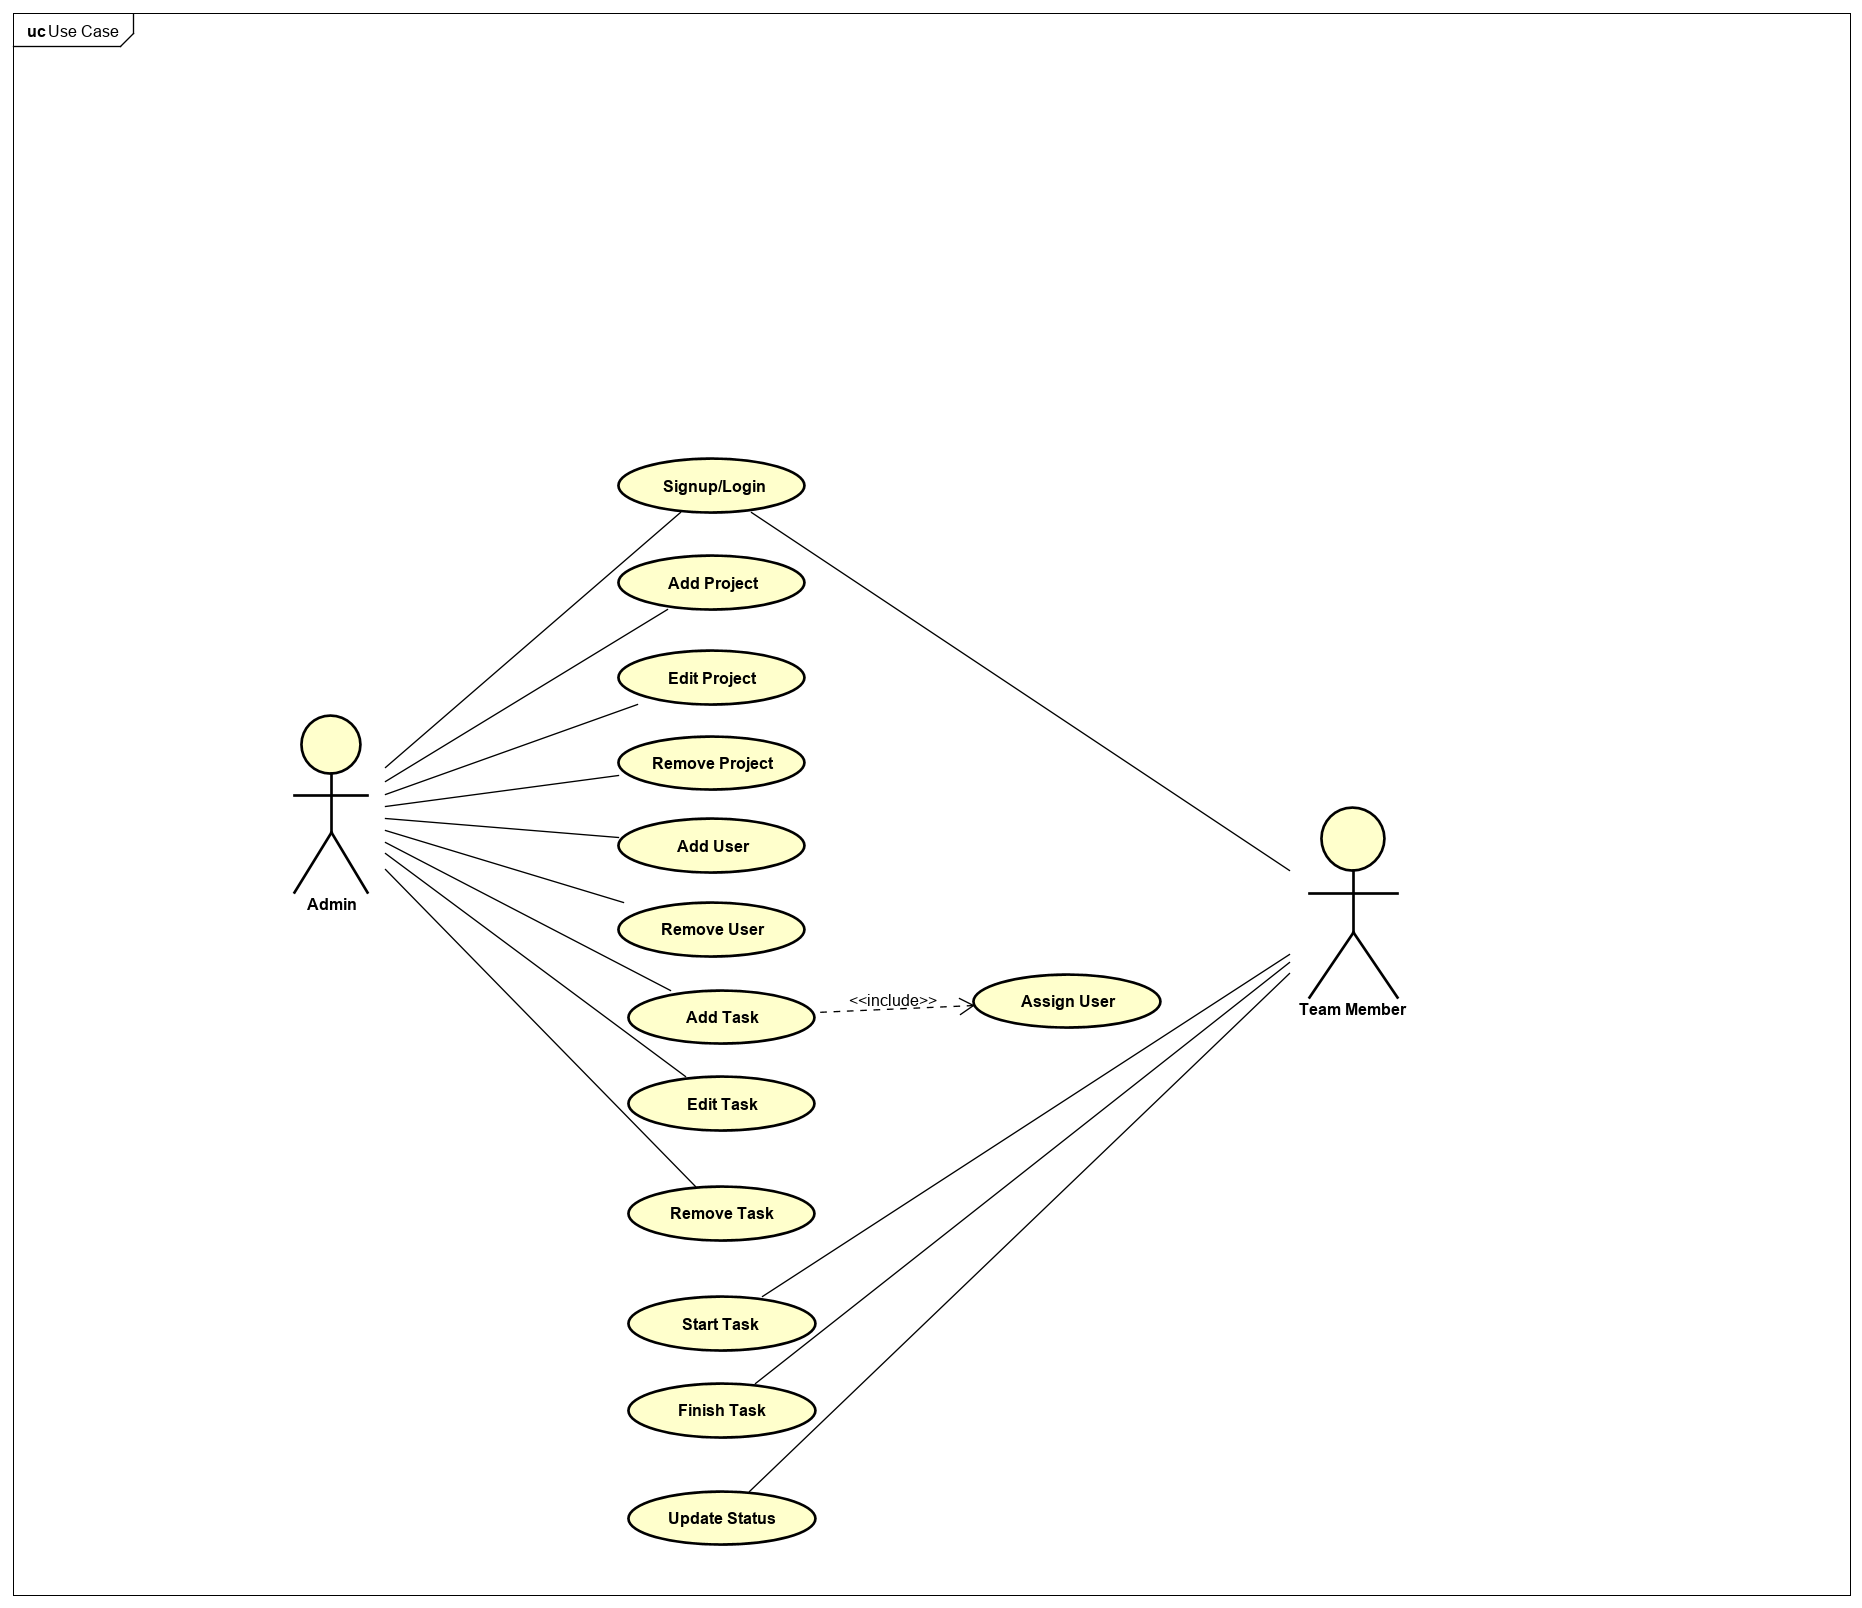 uc Use Case
Signup/Login
Add Project
Edit Project
Remove Project
Add User
Admin
Remove User
<<include>>
Assign User
Team Member
Add Task
Edit Task
Remove Task
Start Task
Finish Task
Update Status